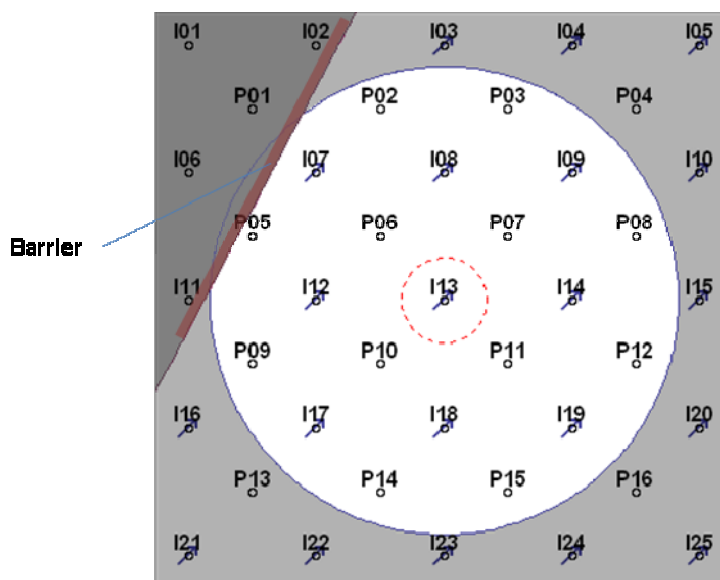 I01 I02 I03 I04 I05
P01 P02 P03 P04
I06 I07 I08 I09 I10
P05 P06 P07 P08
Barrier
I11 I12 I13 I14 I15
P09 P10 P11 P12
I16 I17 I18 I19 I20
P13 P14 P15 P16
I21 I22 I23 I24 I25